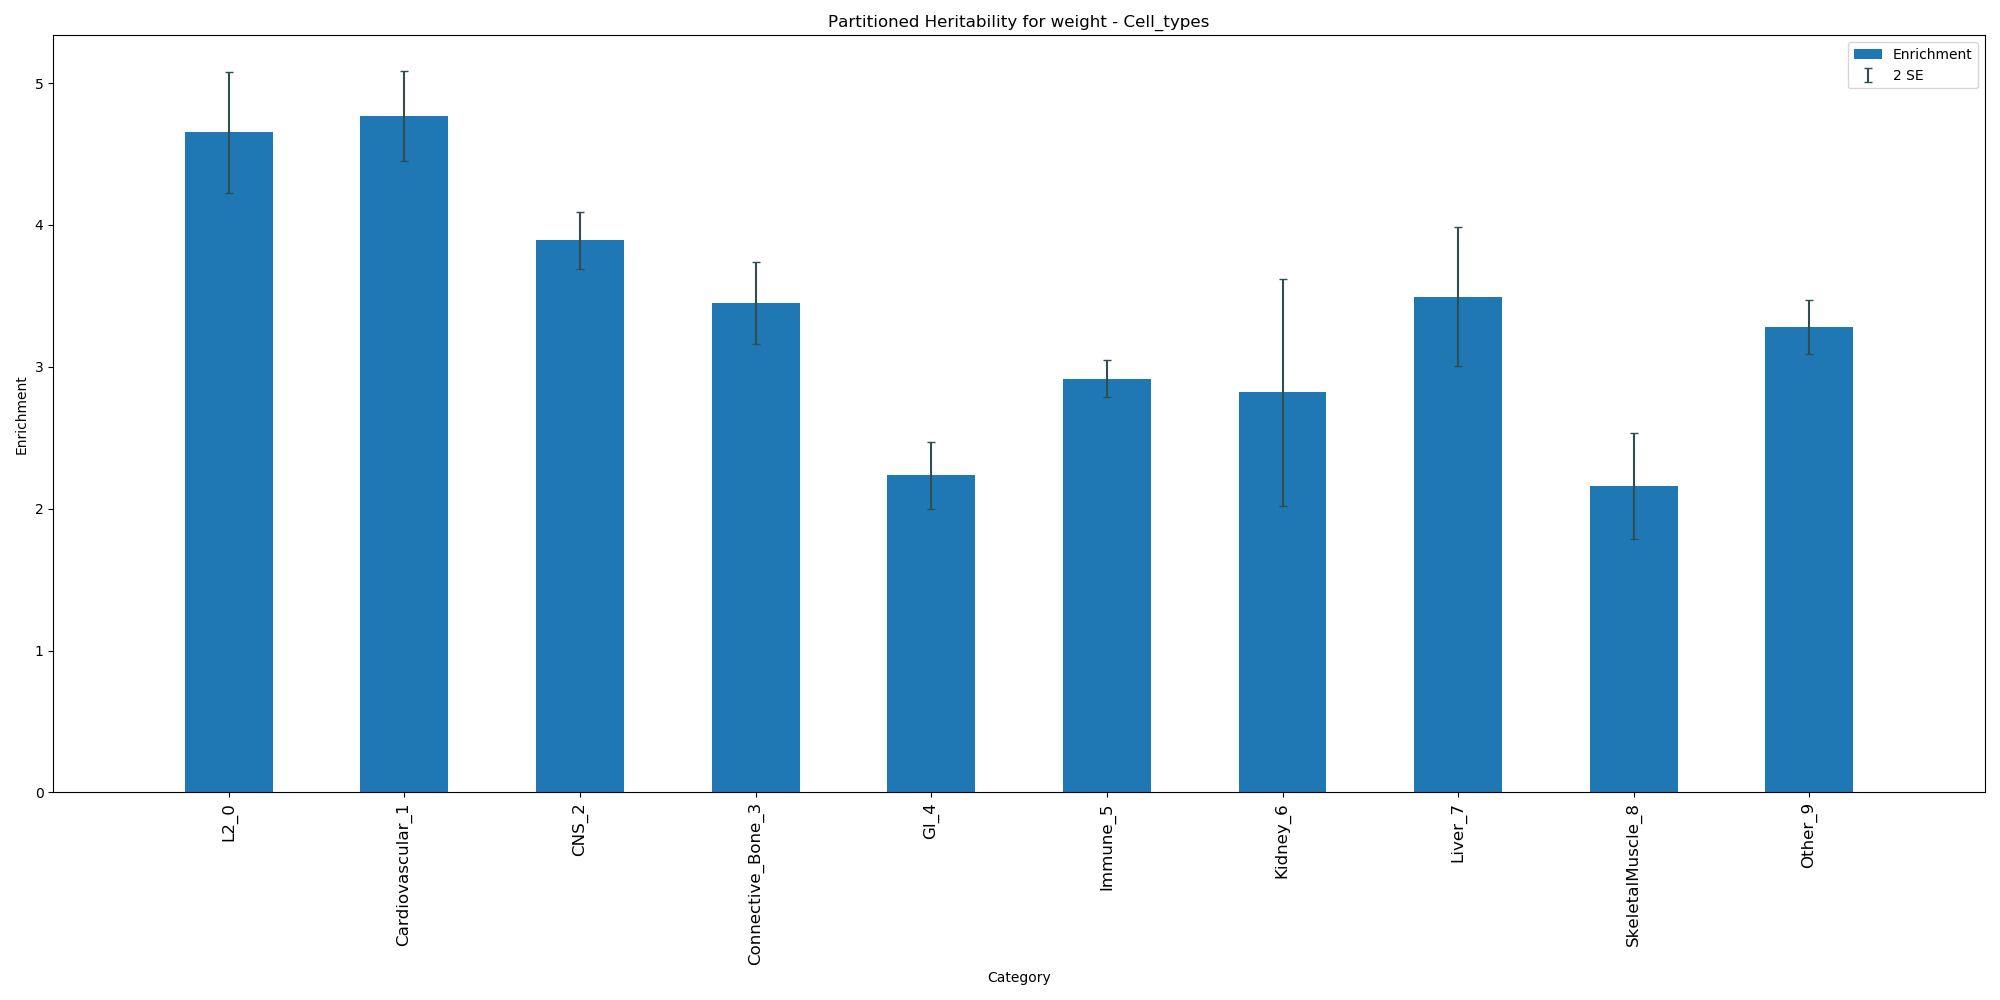 Partitioned Heritability for weight - Cell_types
Enrichment
2 SE
5
4
3
2
1
0
Enrichment
L2_0
Cardiovascular_1
CNS_2
Connective_Bone_3
GI_4
Immune_5
Kidney_6
Liver_7
SkeletalMuscle_8
Other_9
Category